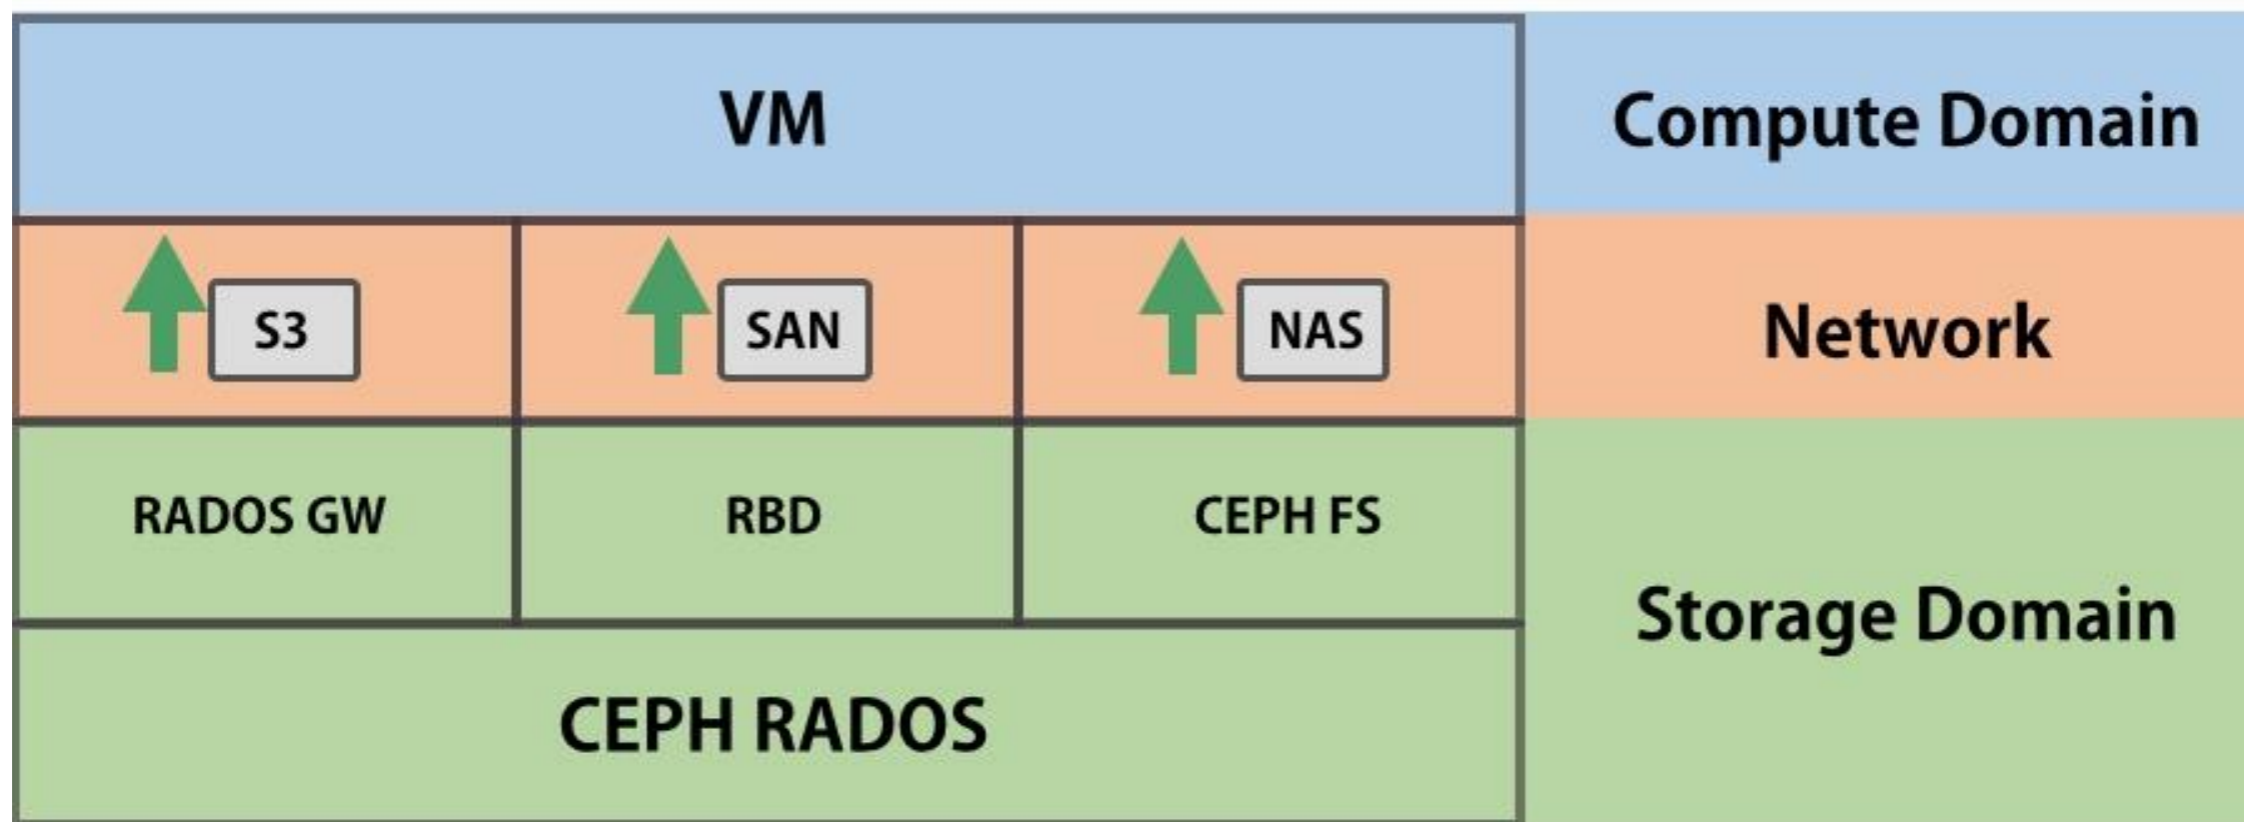 VM
Compute Domain
S3
SAN
NAS
Network
RADOS GW
RBD
CEPH FS
Storage Domain
CEPH RADOS